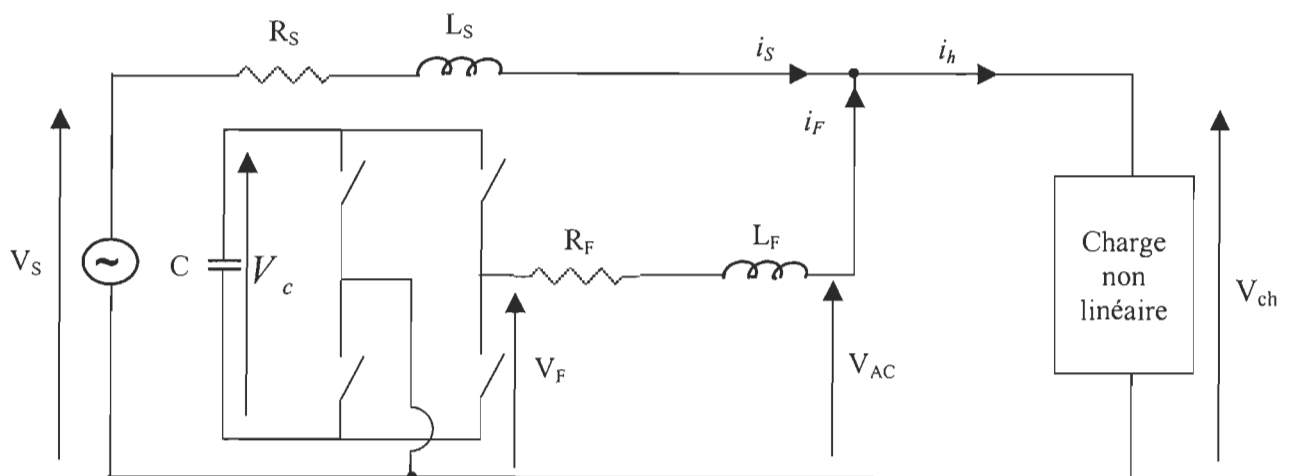 R_S
L_S
i_S
i_h
i_F
V_S
C
V_c
R_F
L_F
V_F
V_AC
Charge
non
linéaire
V_ch